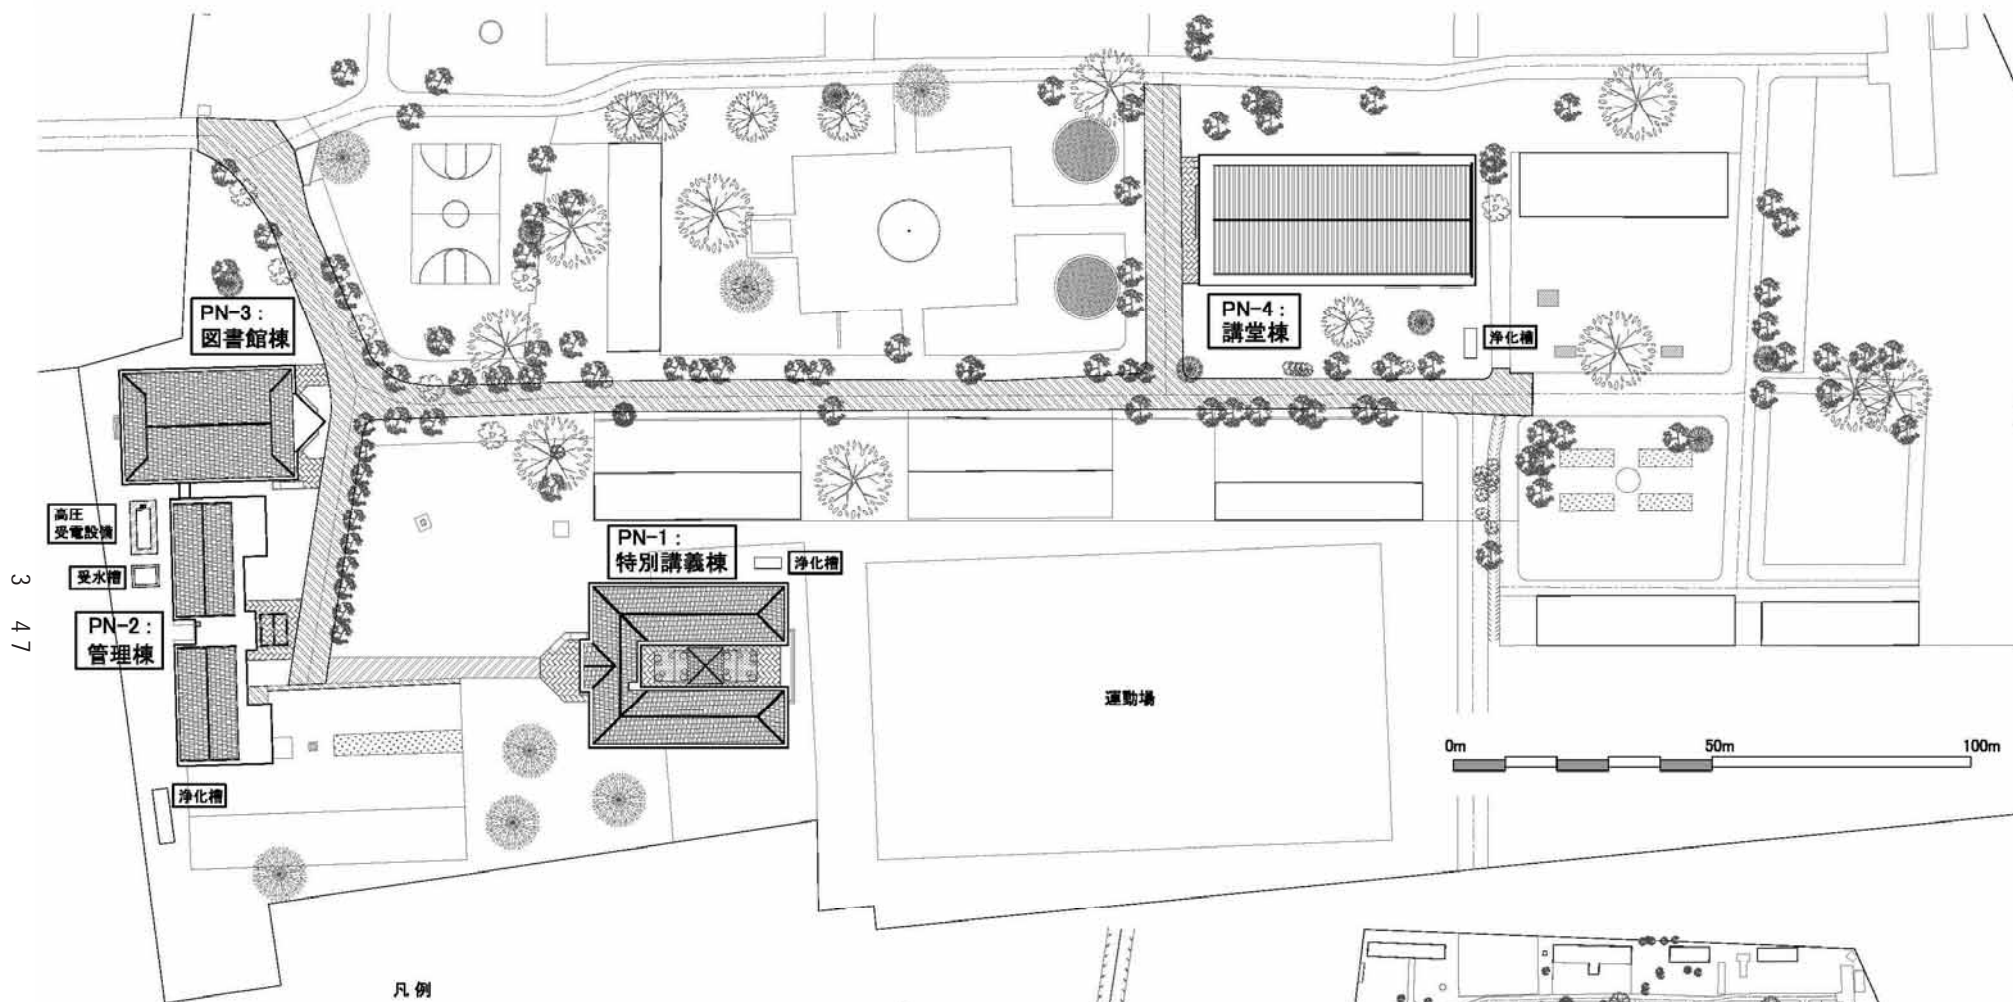 PN-3：
図書館棟
PN-4：
講堂棟
浄化槽
高圧
受電設備
受水槽
PN-1：
特別講義棟
浄化槽
PN-2：
管理棟
運動場
0m 50m 100m
浄化槽
凡 例
3 47